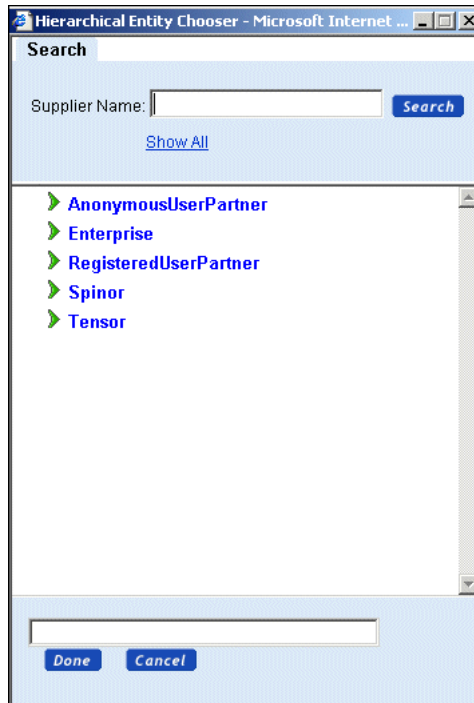 Hierarchical Entity Chooser - Microsoft Internet ...
Search
Supplier Name:
Search
Show All
AnonymousUserPartner
Enterprise
RegisteredUserPartner
Spinor
Tensor
Done
Cancel